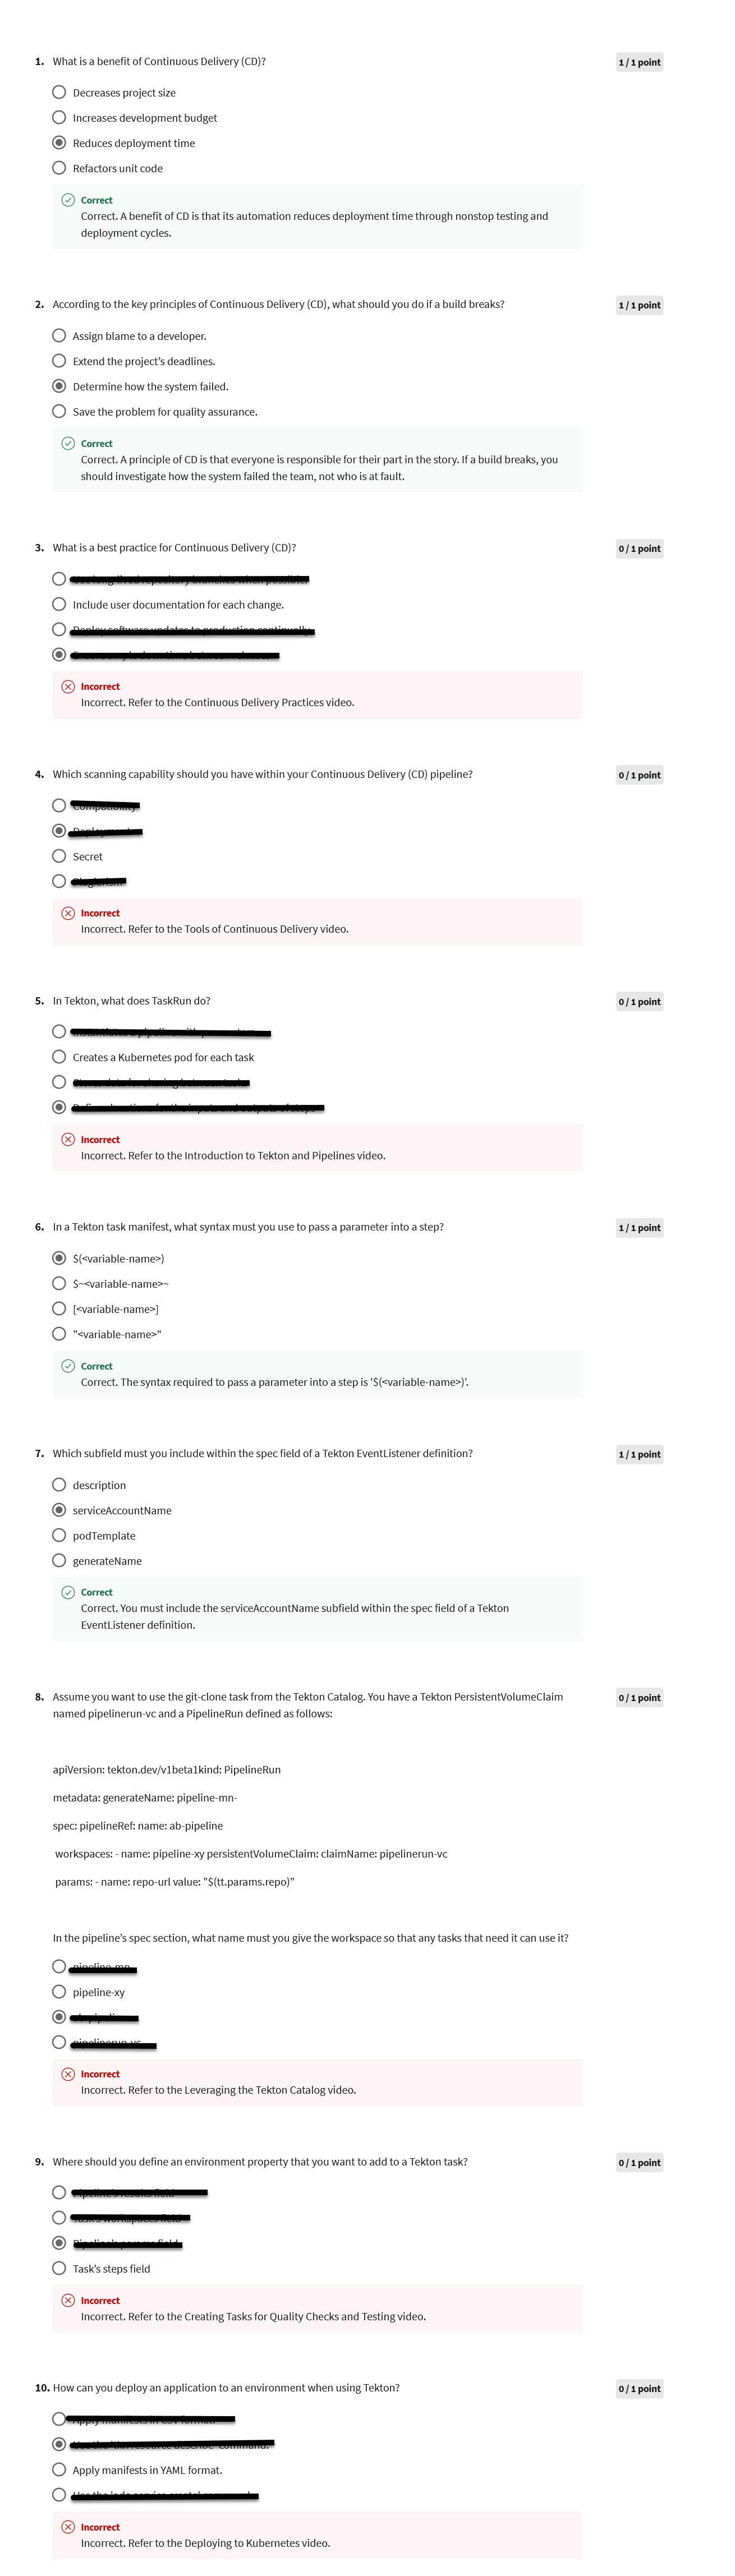 1. What is a benefit of Continuous Delivery (CD)?
1 / 1 point
Decreases project size
Increases development budget
Reduces deployment time
Refactors unit code
Correct
Correct. A benefit of CD is that its automation reduces deployment time through nonstop testing and
deployment cycles.
2. According to the key principles of Continuous Delivery (CD), what should you do if a build breaks?
1 / 1 point
Assign blame to a developer.
Extend the project's deadlines.
Determine how the system failed.
Save the problem for quality assurance.
Correct
Correct. A principle of CD is that everyone is responsible for their part in the story. If a build breaks, you
should investigate how the system failed the team, not who is at fault.
3. What is a best practice for Continuous Delivery (CD)?
0 / 1 point
Include user documentation for each change.
Incorrect
Incorrect. Refer to the Continuous Delivery Practices video.
4. Which scanning capability should you have within your Continuous Delivery (CD) pipeline?
0 / 1 point
Secret
Incorrect
Incorrect. Refer to the Tools of Continuous Delivery video.
5. In Tekton, what does TaskRun do?
0 / 1 point
Creates a Kubernetes pod for each task
Incorrect
Incorrect. Refer to the Introduction to Tekton and Pipelines video.
6. In a Tekton task manifest, what syntax must you use to pass a parameter into a step?
1 / 1 point
$(<variable-name>)
$~<variable-name>~
[<variable-name>]
"<variable-name>"
Correct
Correct. The syntax required to pass a parameter into a step is '$(<variable-name>)'.
7. Which subfield must you include within the spec field of a Tekton EventListener definition?
1 / 1 point
description
serviceAccountName
podTemplate
generateName
Correct
Correct. You must include the serviceAccountName subfield within the spec field of a Tekton
EventListener definition.
8. Assume you want to use the git-clone task from the Tekton Catalog. You have a Tekton PersistentVolumeClaim
0 / 1 point
named pipelinerun-vc and a PipelineRun defined as follows:
apiVersion: tekton.dev/v1beta1kind: PipelineRun
metadata: generateName: pipeline-mn-
spec: pipelineRef: name: ab-pipeline
workspaces: - name: pipeline-xy persistentVolumeClaim: claimName: pipelinerun-vc
params: - name: repo-url value: "$(tt.params.repo)"
In the pipeline's spec section, what name must you give the workspace so that any tasks that need it can use it?
pipeline-xy
Incorrect
Incorrect. Refer to the Leveraging the Tekton Catalog video.
9. Where should you define an environment property that you want to add to a Tekton task?
0 / 1 point
Task's steps field
Incorrect
Incorrect. Refer to the Creating Tasks for Quality Checks and Testing video.
10. How can you deploy an application to an environment when using Tekton?
0 / 1 point
Apply manifests in YAML format.
Incorrect
Incorrect. Refer to the Deploying to Kubernetes video.